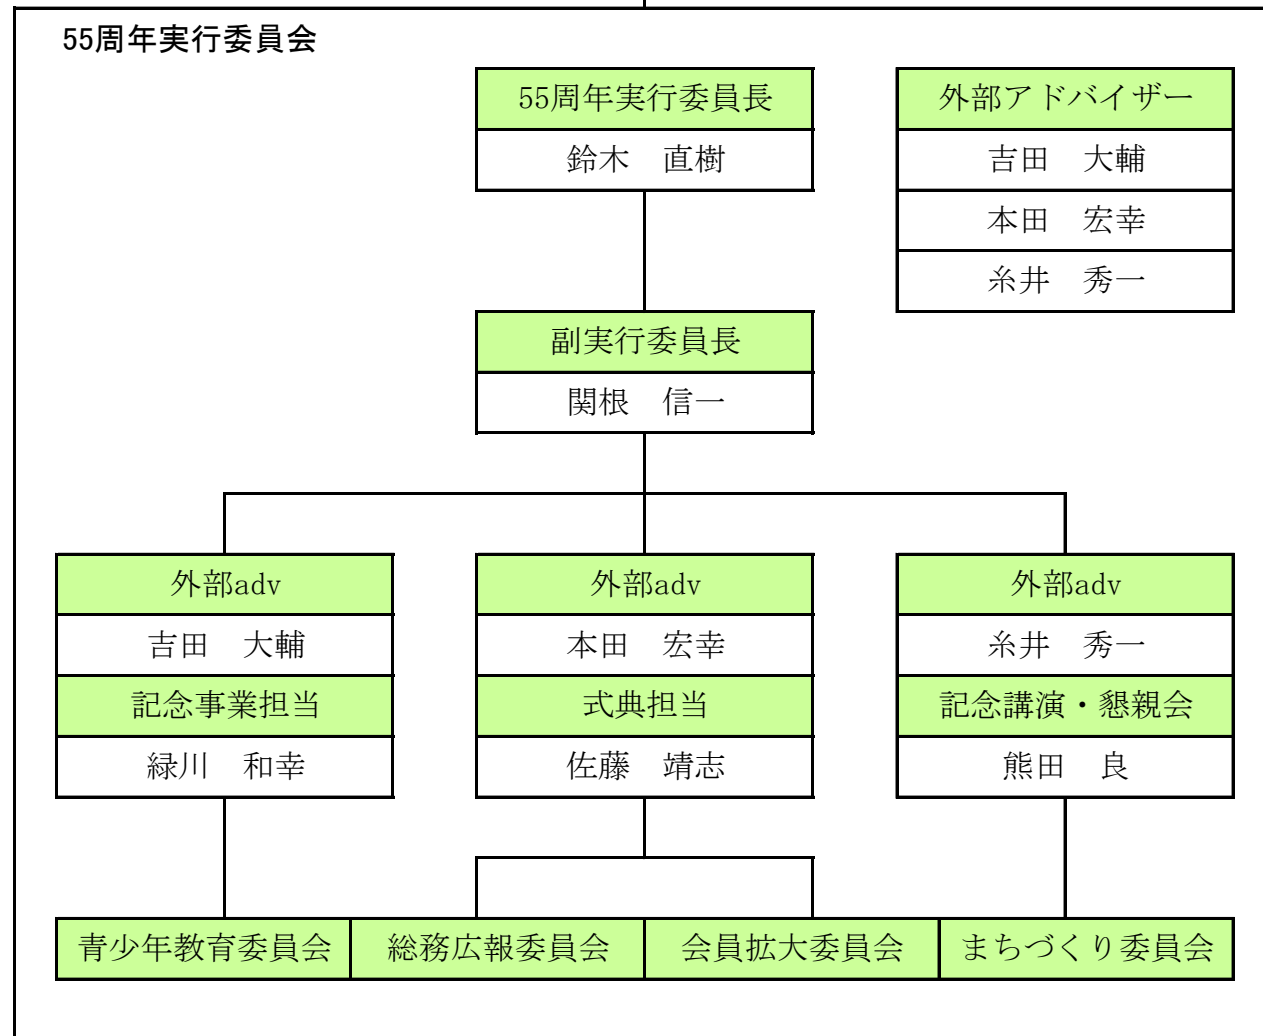 55周年実行委員会
55周年実行委員長
鈴木　直樹
外部アドバイザー
吉田　大輔
本田　宏幸
糸井　秀一
副実行委員長
関根　信一
外部adv
吉田　大輔
記念事業担当
緑川　和幸
外部adv
本田　宏幸
式典担当
佐藤　靖志
外部adv
糸井　秀一
記念講演・懇親会
熊田　良
青少年教育委員会
総務広報委員会
会員拡大委員会
まちづくり委員会